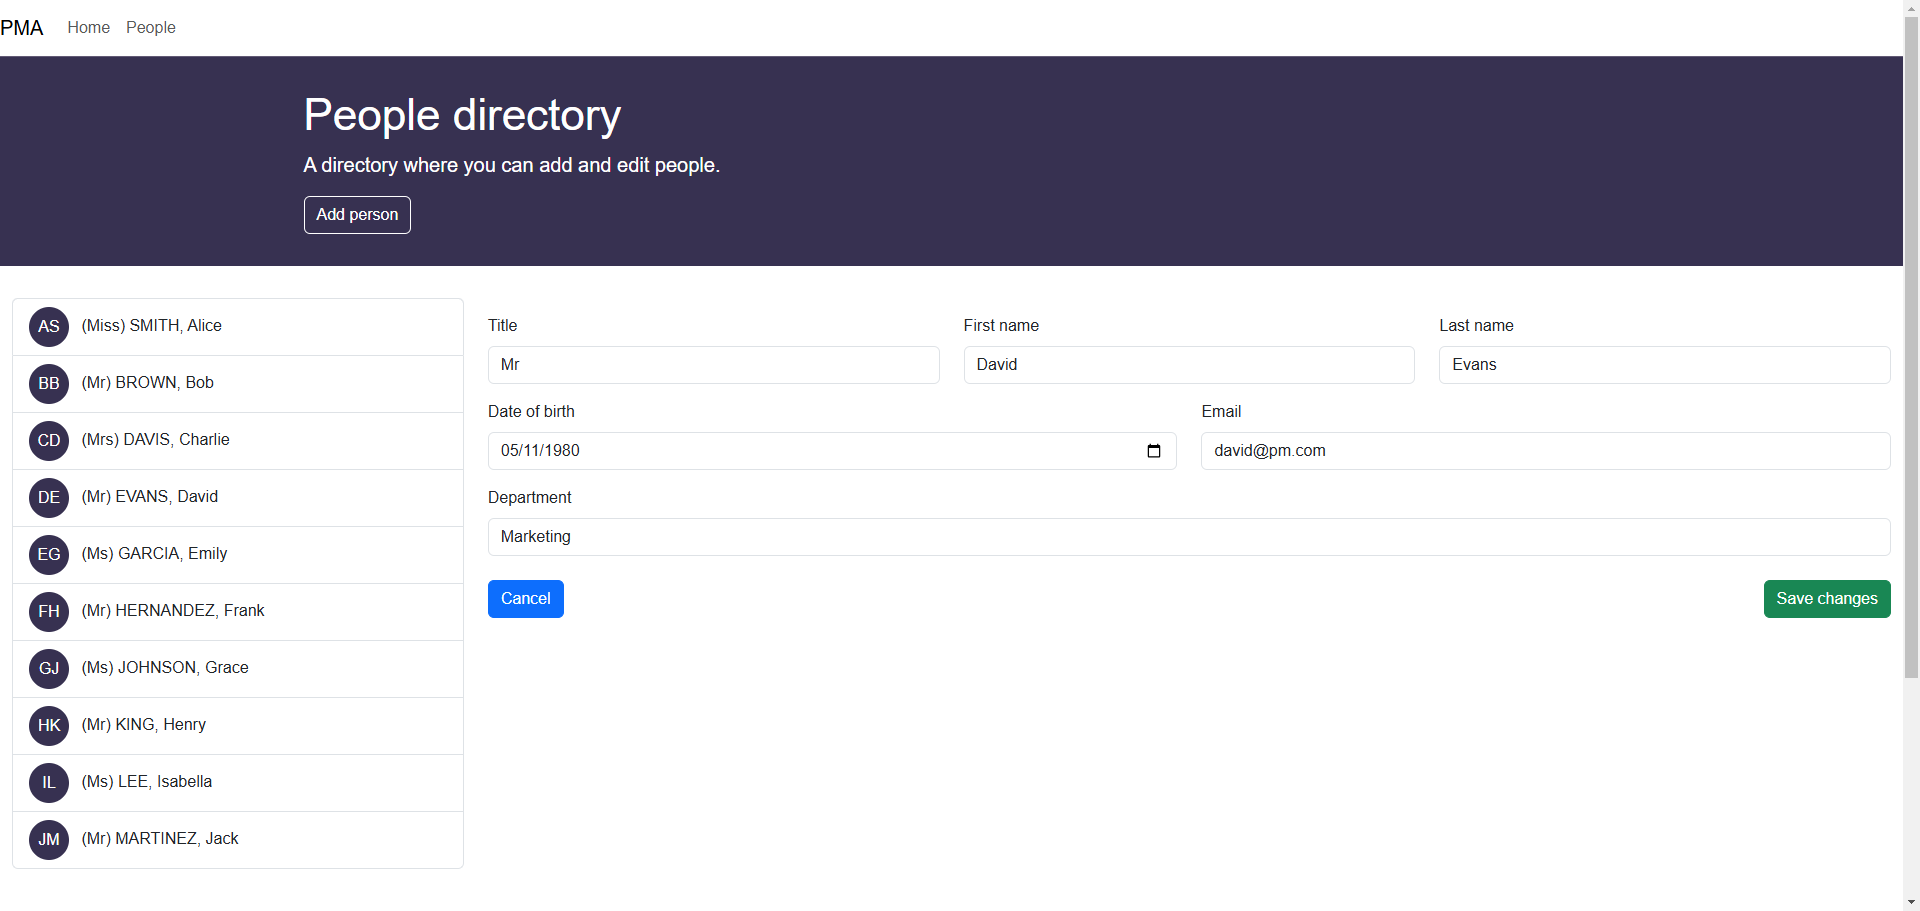 PMA Home People
People directory
A directory where you can add and edit people.
Add person
AS (Miss) SMITH, Alice
BB (Mr) BROWN, Bob
CD (Mrs) DAVIS, Charlie
DE (Mr) EVANS, David
EG (Ms) GARCIA, Emily
FH (Mr) HERNANDEZ, Frank
GJ (Ms) JOHNSON, Grace
HK (Mr) KING, Henry
IL (Ms) LEE, Isabella
JM (Mr) MARTINEZ, Jack
Title First name Last name
Mr David Evans
Date of birth Email
05/11/1980 david@pm.com
Department
Marketing
Cancel Save changes